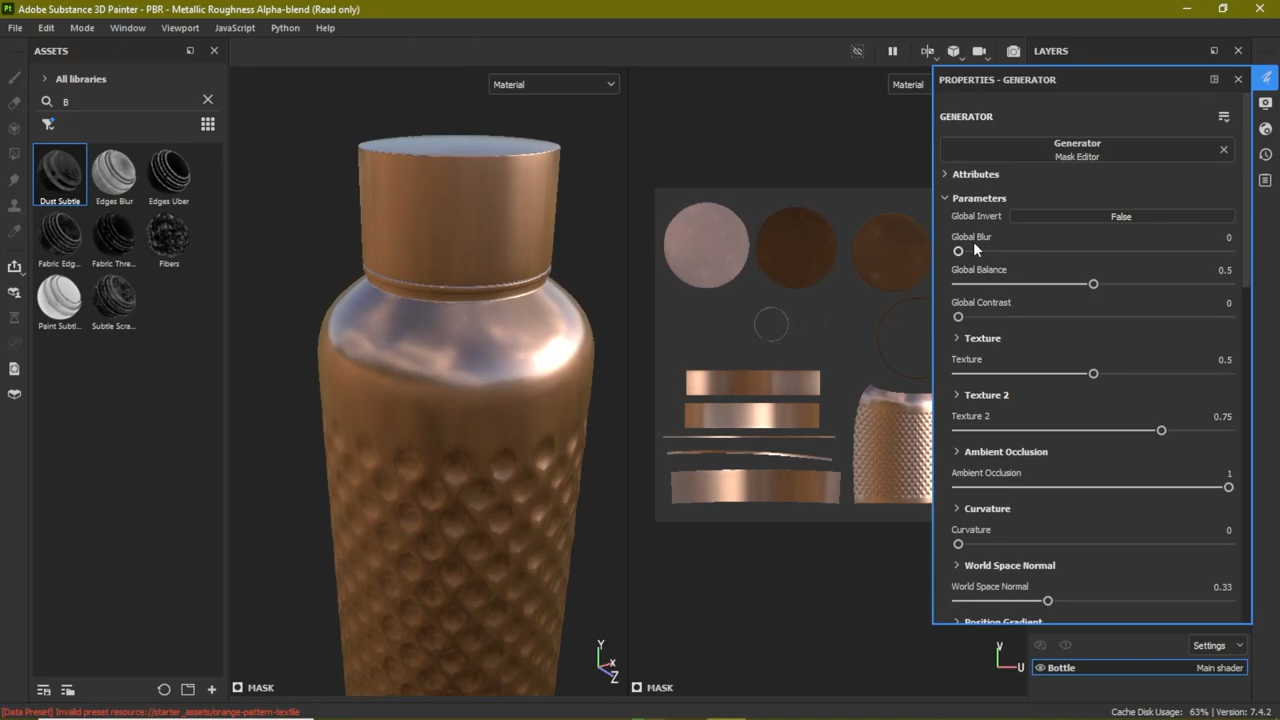 Adobe Substance 3D Painter - PBR - Metallic Roughness Alpha-blend (Read only)
File Edit Mode Window Viewport JavaScript Python Help
ASSETS
All libraries
B
Dust Subtle
Edges Blur
Edges Uber
Fabric Edg...
Fabric Thre...
Fibers
Paint Subtl...
Subtle Scra...
Material
Material
LAYERS
PROPERTIES - GENERATOR
GENERATOR
Generator
Mask Editor
Attributes
Parameters
Global Invert False
Global Blur 0
Global Balance 0.5
Global Contrast 0
Texture
Texture 0.5
Texture 2
Texture 2 0.75
Ambient Occlusion
Ambient Occlusion 1
Curvature
Curvature 0
World Space Normal
World Space Normal 0.33
Position Gradient
Settings
Bottle Main shader
Y
X
Z
V
U
MASK
MASK
[Data Preset] Invalid preset resource://starter_assets/orange-pattern-textile
Cache Disk Usage: 63% | Version: 7.4.2